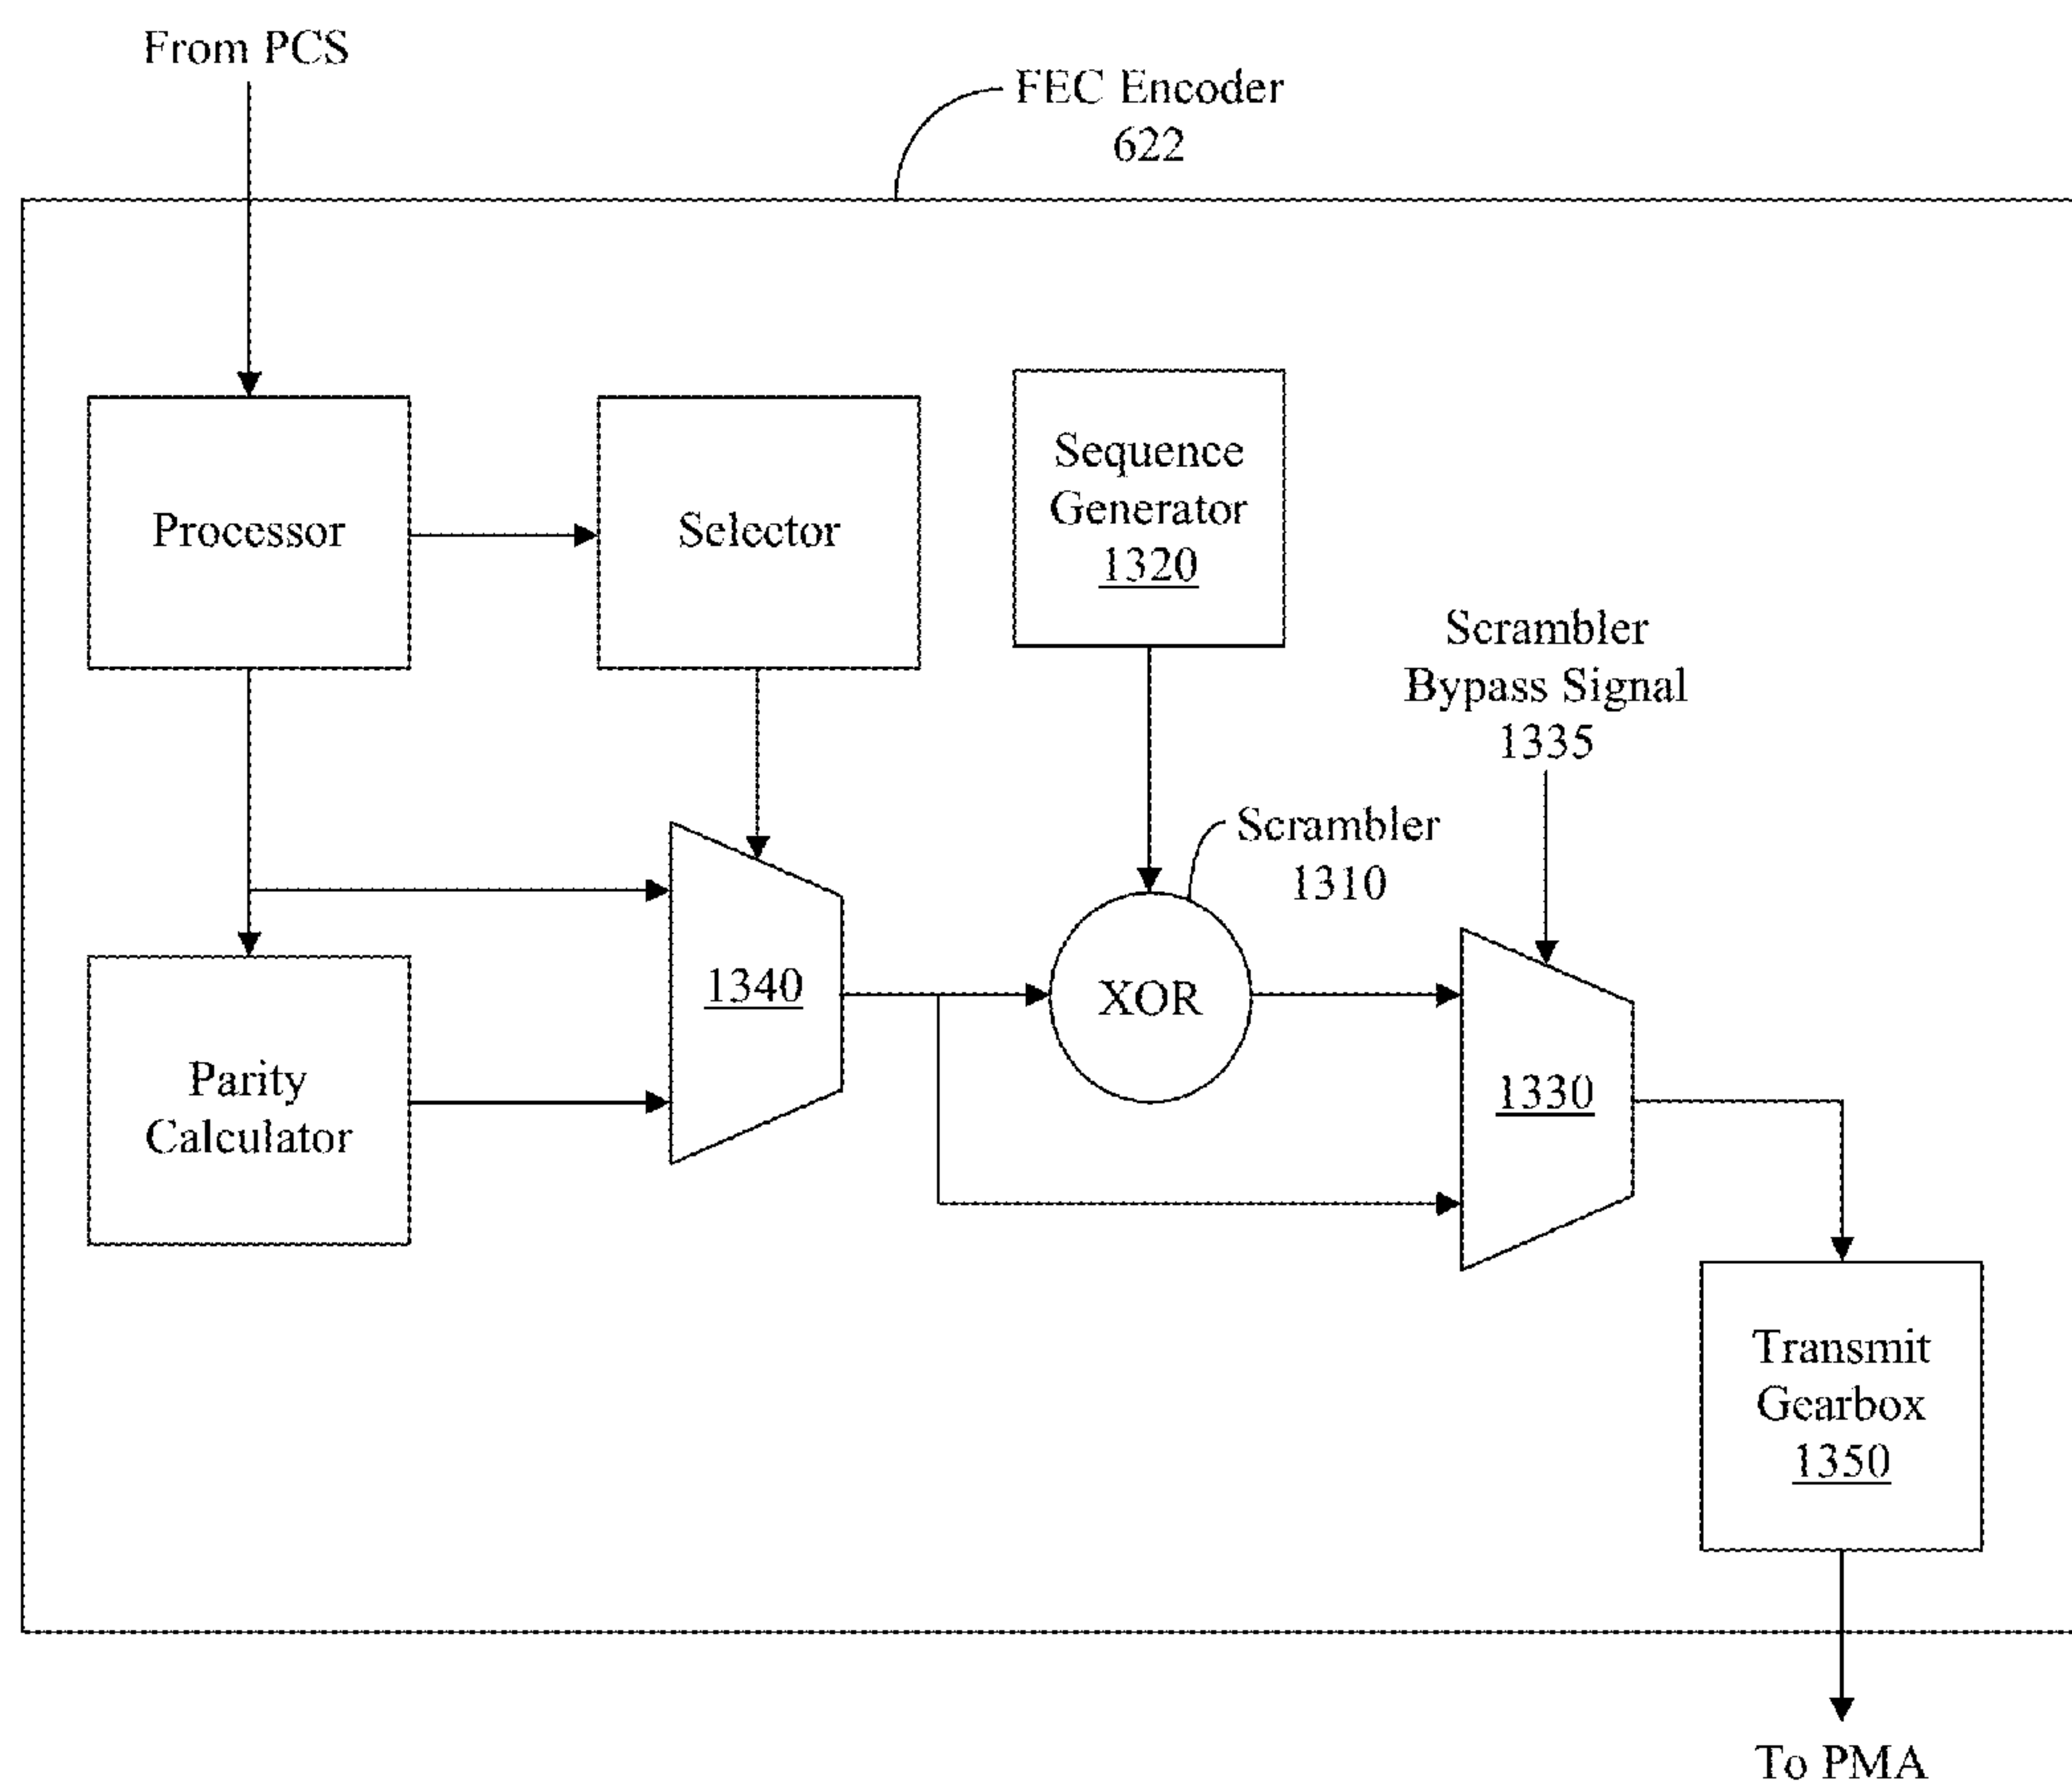 From PCS
FEC Encoder
622
Processor
Selector
Sequence
Generator
1320
Scrambler
Bypass Signal
1335
Scrambler
1310
1340
XOR
1330
Parity
Calculator
Transmit
Gearbox
1350
To PMA